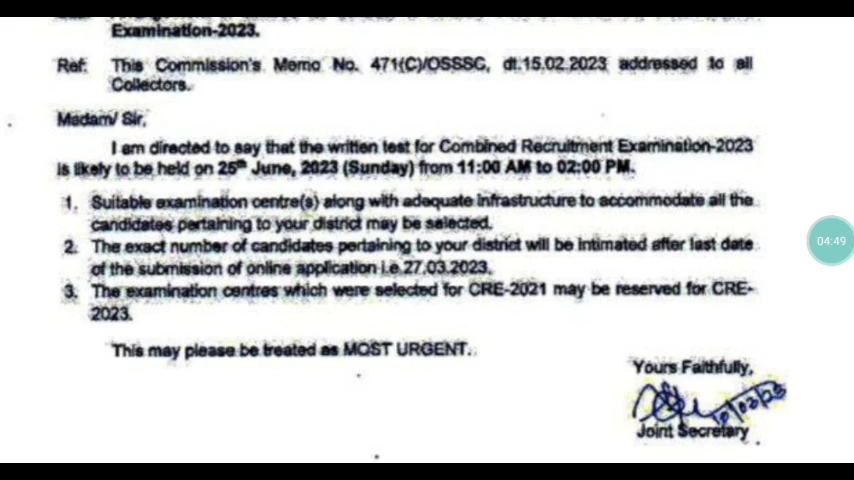 Examination-2023.
Ref: This Commission's Memo No. 471(C)/OSSSC, dt.15.02.2023 addressed to all
Collectors.
Madam/ Sir,
I am directed to say that the written test for Combined Recruitment Examination-2023
is likely to be held on 25th June, 2023 (Sunday) from 11:00 AM to 02:00 PM.
1. Suitable examination centre(s) along with adequate infrastructure to accommodate all the
candidates pertaining to your district may be selected.
2. The exact number of candidates pertaining to your district will be intimated after last date
of the submission of online application i.e.27.03.2023.
3. The examination centres which were selected for CRE-2021 may be reserved for CRE-
2023.
This may please be treated as MOST URGENT.
Yours Faithfully,
10/03/23
Joint Secretary
04:49